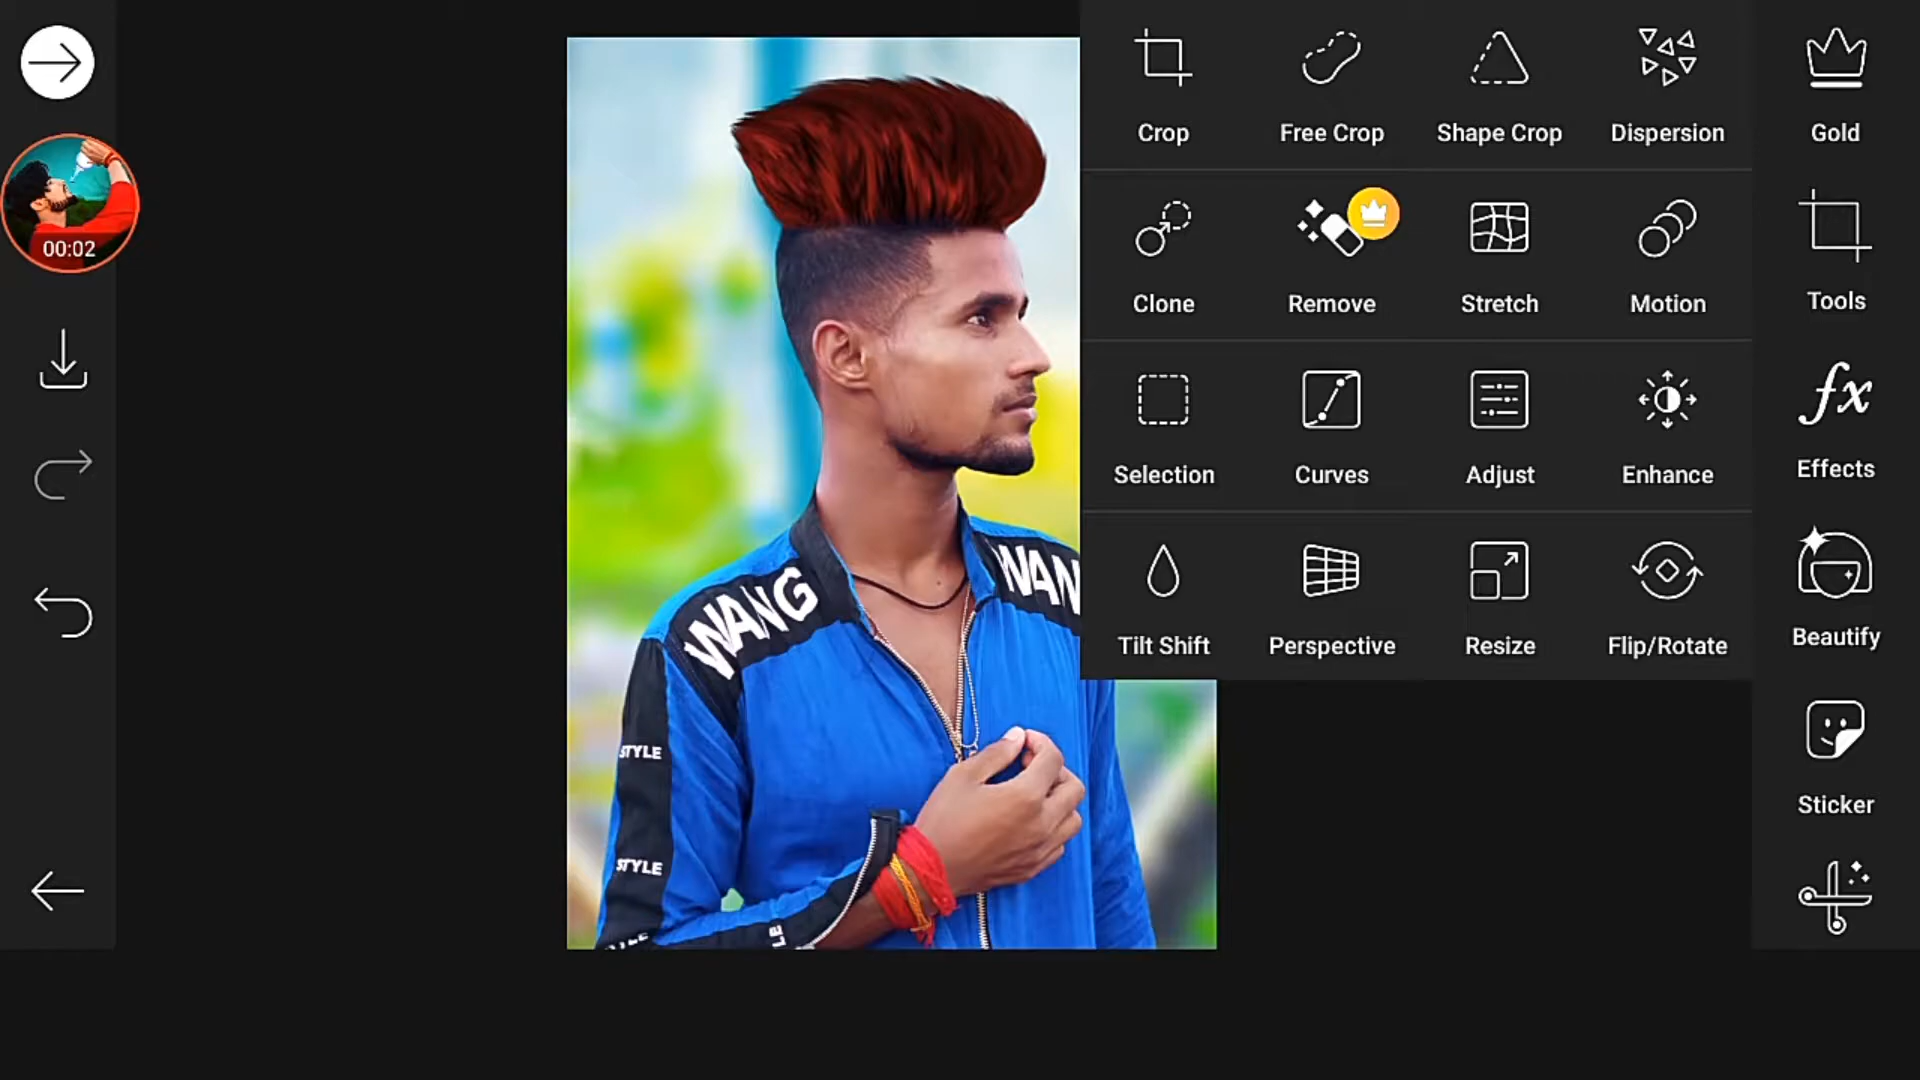 Crop
Free Crop
Shape Crop
Dispersion
Gold
00:02
Clone
Remove
Stretch
Motion
Tools
Selection
Curves
Adjust
Enhance
fx
Effects
Tilt Shift
Perspective
Resize
Flip/Rotate
Beautify
WANG
WAN
STYLE
Sticker
STYLE